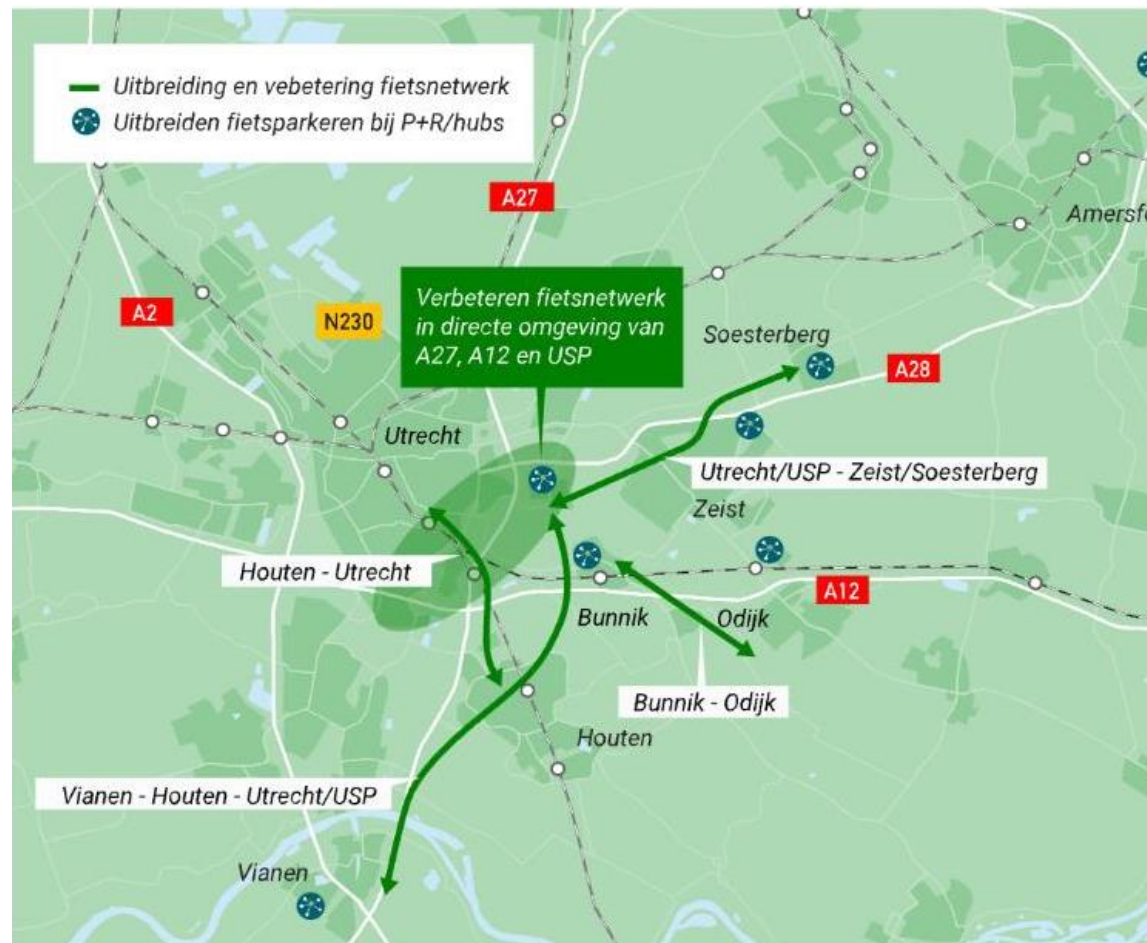 Uitbreiding en vebetering fietsnetwerk
Uitbreiden fietsparkeren bij P+R/hubs
A27
Amersf
A2
N230
Verbeteren fietsnetwerk
in directe omgeving van
A27, A12 en USP
Soesterberg
A28
Utrecht
Utrecht/USP - Zeist/Soesterberg
Zeist
Houten - Utrecht
A12
Bunnik
Odijk
Bunnik - Odijk
Houten
Vianen - Houten - Utrecht/USP
Vianen